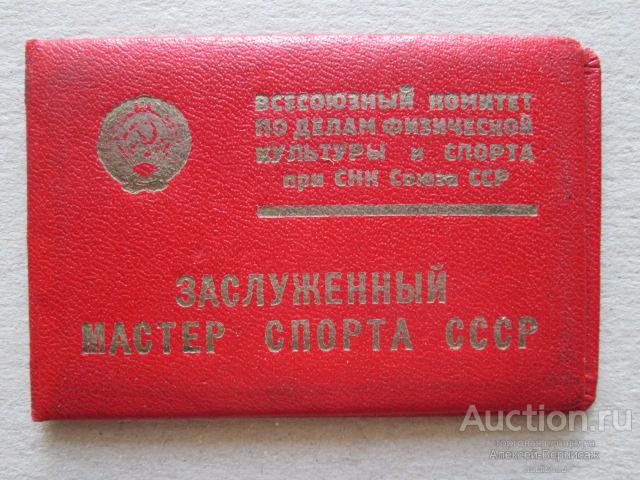 ВСЕСОЮЗНЫЙ КОМИТЕТ
ПО ДЕЛАМ ФИЗИЧЕСКОЙ
КУЛЬТУРЫ и СПОРТА
при СНК Союза ССР
ЗАСЛУЖЕННЫЙ
МАСТЕР СПОРТА СССР
Auction.ru